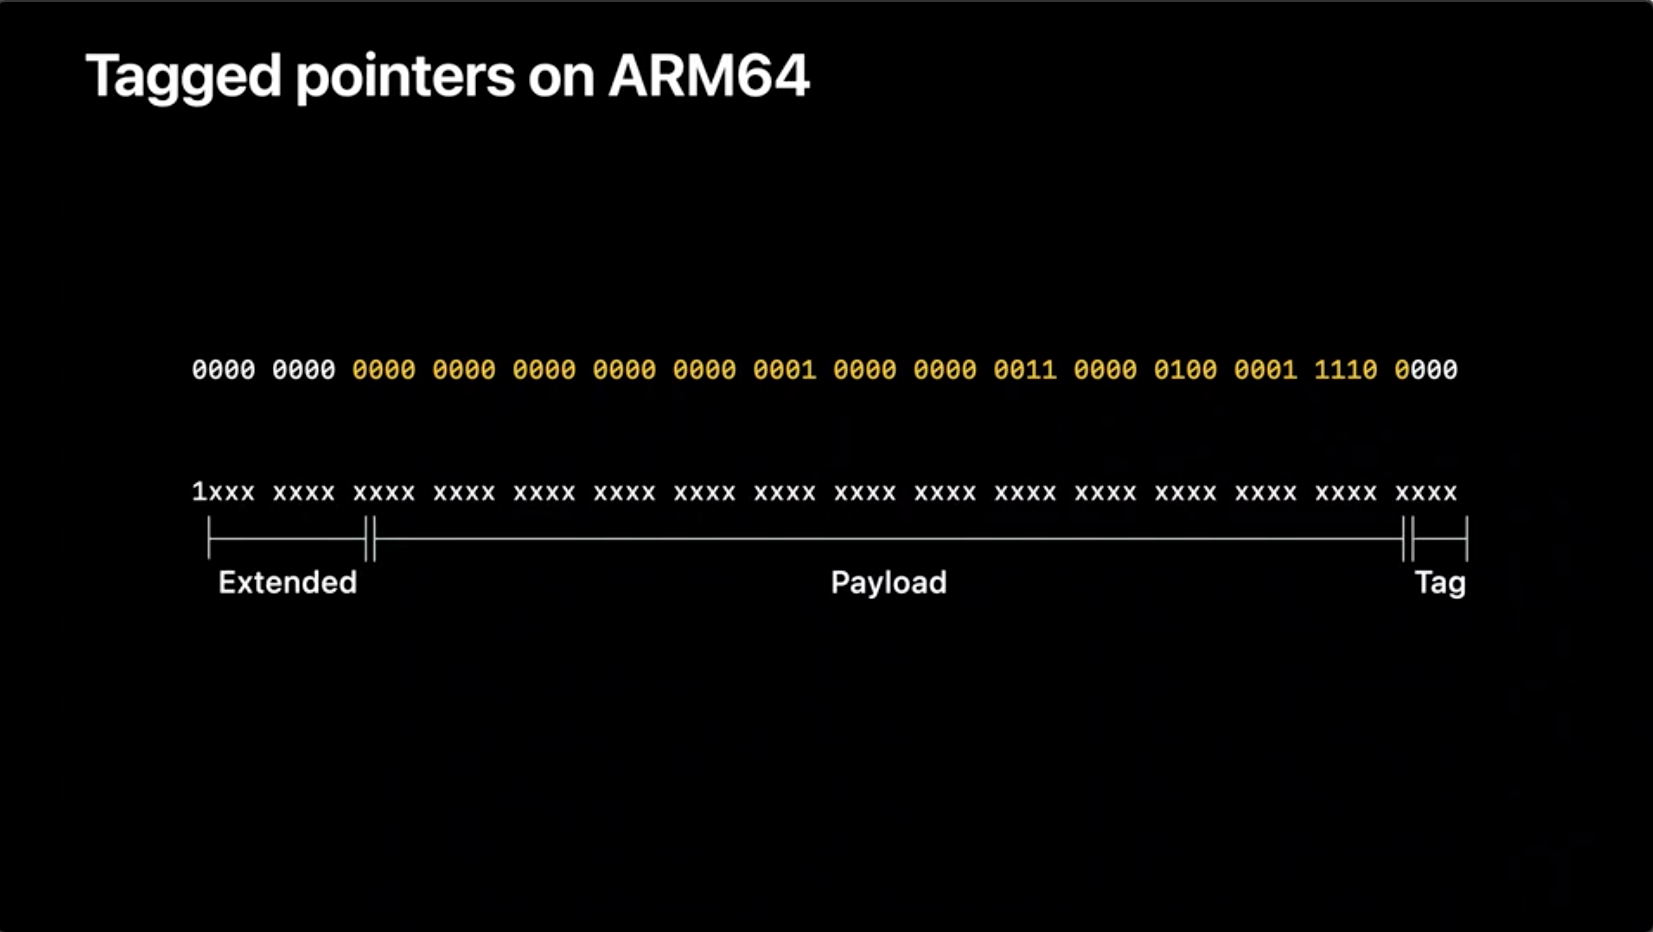 Tagged pointers on ARM64
0000 0000 0000 0000 0000 0000 0000 0001 0000 0000 0011 0000 0100 0001 1110 0000
1xxx xxxx xxxx xxxx xxxx xxxx xxxx xxxx xxxx xxxx xxxx xxxx xxxx xxxx xxxx xxxx
Extended Payload Tag